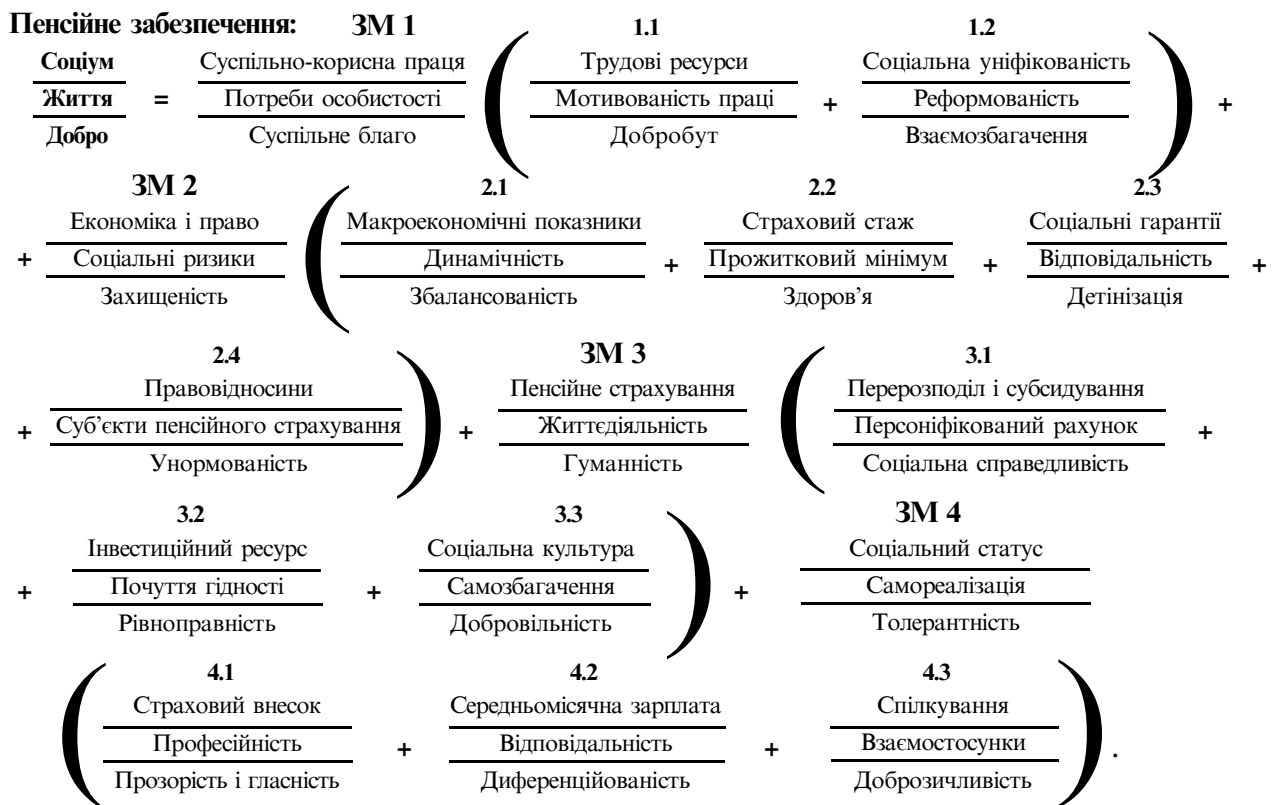 Пенсійне забезпечення: ЗМ 1 1.1 1.2
Соціум Суспільно-корисна праця Трудові ресурси Соціальна уніфікованість
Життя = Потреби особистості ( Мотивованість праці + Реформованість ) +
Добро Суспільне благо Добробут Взаємозбагачення
ЗМ 2 2.1 2.2 2.3
Економіка і право Макроекономічні показники Страховий стаж Соціальні гарантії
+ Соціальні ризики ( Динамічність + Прожитковий мінімум + Відповідальність +
Захищеність Збалансованість Здоров’я Детінізація
2.4 ЗМ 3 3.1
Правовідносини Пенсійне страхування Перерозподіл і субсидування
+ Суб’єкти пенсійного страхування ) + Життєдіяльність ( Персоніфікований рахунок +
Унормованість Гуманність Соціальна справедливість
3.2 3.3 ЗМ 4
Інвестиційний ресурс Соціальна культура Соціальний статус
+ Почуття гідності + Самозбагачення ) + Самореалізація
Рівноправність Добровільність Толерантність
4.1 4.2 4.3
Страховий внесок Середньомісячна зарплата Спілкування
( Професійність + Відповідальність + Взаємостосунки ) .
Прозорість і гласність Диференційованість Доброзичливість